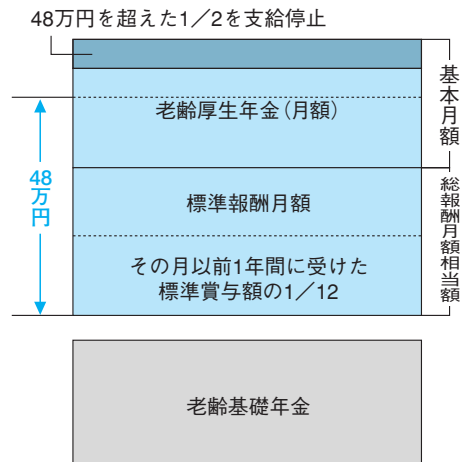 48万円を超えた1／2を支給停止
老齢厚生年金（月額）
基本月額
48万円
標準報酬月額
その月以前1年間に受けた
標準賞与額の1／12
総報酬月額相当額
老齢基礎年金